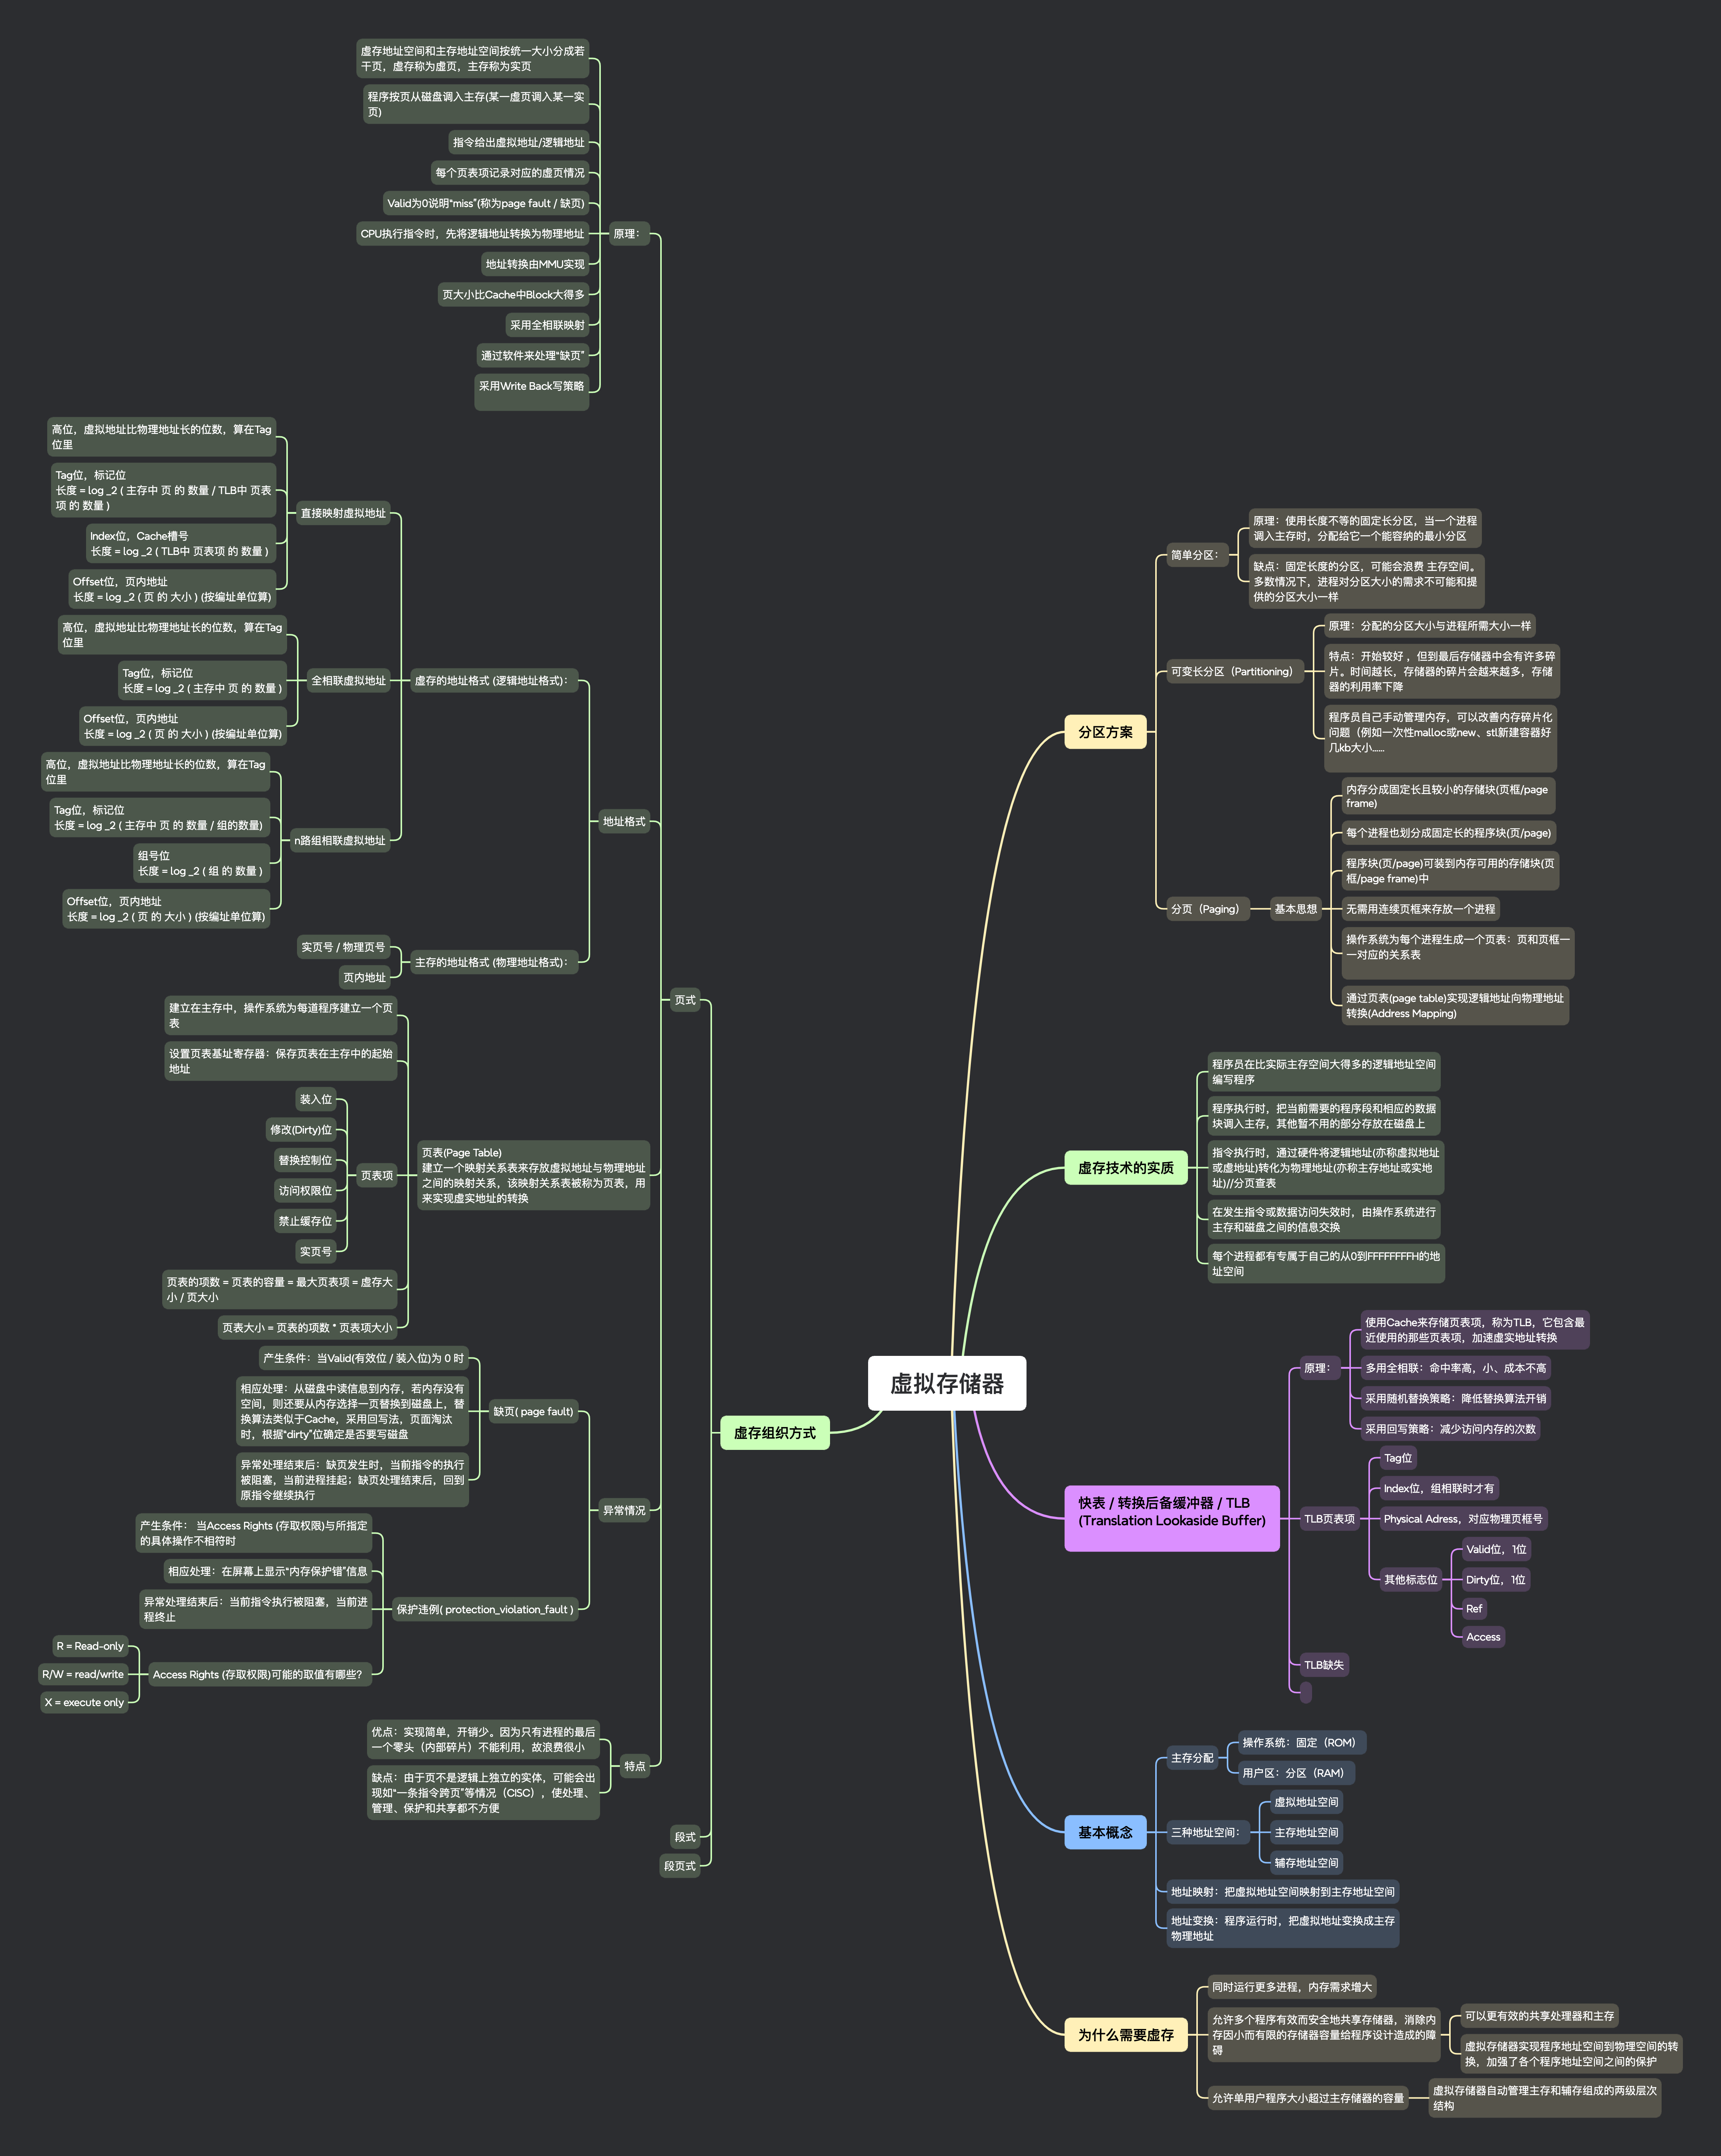 虚拟存储器
分区方案
简单分区：
原理：使用长度不等的固定长分区，当一个进程
调入主存时，分配给它一个能容纳的最小分区
缺点：固定长度的分区，可能会浪费 主存空间。
多数情况下，进程对分区大小的需求不可能和提
供的分区大小一样
可变长分区（Partitioning）
原理：分配的分区大小与进程所需大小一样
特点：开始较好 ，但到最后存储器中会有许多碎
片。时间越长，存储器的碎片会越来越多，存储
器的利用率下降
程序员自己手动管理内存，可以改善内存碎片化
问题（例如一次性malloc或new、stl新建容器好
几kb大小......
分页（Paging）
基本思想
内存分成固定长且较小的存储块(页框/page
frame)
每个进程也划分成固定长的程序块(页/page)
程序块(页/page)可装到内存可用的存储块(页
框/page frame)中
无需用连续页框来存放一个进程
操作系统为每个进程生成一个页表：页和页框一
一对应的关系表
通过页表(page table)实现逻辑地址向物理地址
转换(Address Mapping)
虚存技术的实质
程序员在比实际主存空间大得多的逻辑地址空间
编写程序
程序执行时，把当前需要的程序段和相应的数据
块调入主存，其他暂不用的部分存放在磁盘上
指令执行时，通过硬件将逻辑地址(亦称虚拟地址
或虚地址)转化为物理地址(亦称主存地址或实地
址)//分页查表
在发生指令或数据访问失效时，由操作系统进行
主存和磁盘之间的信息交换
每个进程都有专属于自己的从0到FFFFFFFFH的地
址空间
快表 / 转换后备缓冲器 / TLB
(Translation Lookaside Buffer)
原理：
使用Cache来存储页表项，称为TLB，它包含最
近使用的那些页表项，加速虚实地址转换
多用全相联：命中率高，小、成本不高
采用随机替换策略：降低替换算法开销
采用回写策略：减少访问内存的次数
TLB页表项
Tag位
Index位，组相联时才有
Physical Adress，对应物理页框号
其他标志位
Valid位，1位
Dirty位，1位
Ref
Access
TLB缺失
基本概念
主存分配
操作系统：固定（ROM）
用户区：分区（RAM）
三种地址空间：
虚拟地址空间
主存地址空间
辅存地址空间
地址映射：把虚拟地址空间映射到主存地址空间
地址变换：程序运行时，把虚拟地址变换成主存
物理地址
为什么需要虚存
同时运行更多进程，内存需求增大
允许多个程序有效而安全地共享存储器，消除内
存因小而有限的存储器容量给程序设计造成的障
碍
可以更有效的共享处理器和主存
虚拟存储器实现程序地址空间到物理空间的转
换，加强了各个程序地址空间之间的保护
允许单用户程序大小超过主存储器的容量
虚拟存储器自动管理主存和辅存组成的两级层次
结构
虚存组织方式
页式
原理：
虚存地址空间和主存地址空间按统一大小分成若
干页，虚存称为虚页，主存称为实页
程序按页从磁盘调入主存(某一虚页调入某一实
页)
指令给出虚拟地址/逻辑地址
每个页表项记录对应的虚页情况
Valid为0说明“miss”(称为page fault / 缺页)
CPU执行指令时，先将逻辑地址转换为物理地址
地址转换由MMU实现
页大小比Cache中Block大得多
采用全相联映射
通过软件来处理“缺页”
采用Write Back写策略
地址格式
虚存的地址格式 (逻辑地址格式)：
直接映射虚拟地址
高位，虚拟地址比物理地址长的位数，算在Tag
位里
Tag位，标记位
长度 = log _2 ( 主存中 页 的 数量 / TLB中 页表
项 的 数量 )
Index位，Cache槽号
长度 = log _2 ( TLB中 页表项 的 数量 )
Offset位，页内地址
长度 = log _2 ( 页 的 大小 ) (按编址单位算)
全相联虚拟地址
高位，虚拟地址比物理地址长的位数，算在Tag
位里
Tag位，标记位
长度 = log _2 ( 主存中 页 的 数量 )
Offset位，页内地址
长度 = log _2 ( 页 的 大小 ) (按编址单位算)
n路组相联虚拟地址
高位，虚拟地址比物理地址长的位数，算在Tag
位里
Tag位，标记位
长度 = log _2 ( 主存中 页 的 数量 / 组的数量)
组号位
长度 = log _2 ( 组 的 数量 )
Offset位，页内地址
长度 = log _2 ( 页 的 大小 ) (按编址单位算)
主存的地址格式 (物理地址格式)：
实页号 / 物理页号
页内地址
页表(Page Table)
建立一个映射关系表来存放虚拟地址与物理地址
之间的映射关系，该映射关系表被称为页表，用
来实现虚实地址的转换
建立在主存中，操作系统为每道程序建立一个页
表
设置页表基址寄存器：保存页表在主存中的起始
地址
页表项
装入位
修改(Dirty)位
替换控制位
访问权限位
禁止缓存位
实页号
页表的项数 = 页表的容量 = 最大页表项 = 虚存大
小 / 页大小
页表大小 = 页表的项数 * 页表项大小
异常情况
缺页( page fault)
产生条件：当Valid(有效位 / 装入位)为 0 时
相应处理：从磁盘中读信息到内存，若内存没有
空间，则还要从内存选择一页替换到磁盘上，替
换算法类似于Cache，采用回写法，页面淘汰
时，根据“dirty”位确定是否要写磁盘
异常处理结束后：缺页发生时，当前指令的执行
被阻塞，当前进程挂起；缺页处理结束后，回到
原指令继续执行
保护违例( protection_violation_fault )
产生条件： 当Access Rights (存取权限)与所指定
的具体操作不相符时
相应处理：在屏幕上显示“内存保护错”信息
异常处理结束后：当前指令执行被阻塞，当前进
程终止
Access Rights (存取权限)可能的取值有哪些？
R = Read-only
R/W = read/write
X = execute only
特点
优点：实现简单，开销少。因为只有进程的最后
一个零头（内部碎片）不能利用，故浪费很小
缺点：由于页不是逻辑上独立的实体，可能会出
现如“一条指令跨页”等情况（CISC），使处理、
管理、保护和共享都不方便
段式
段页式